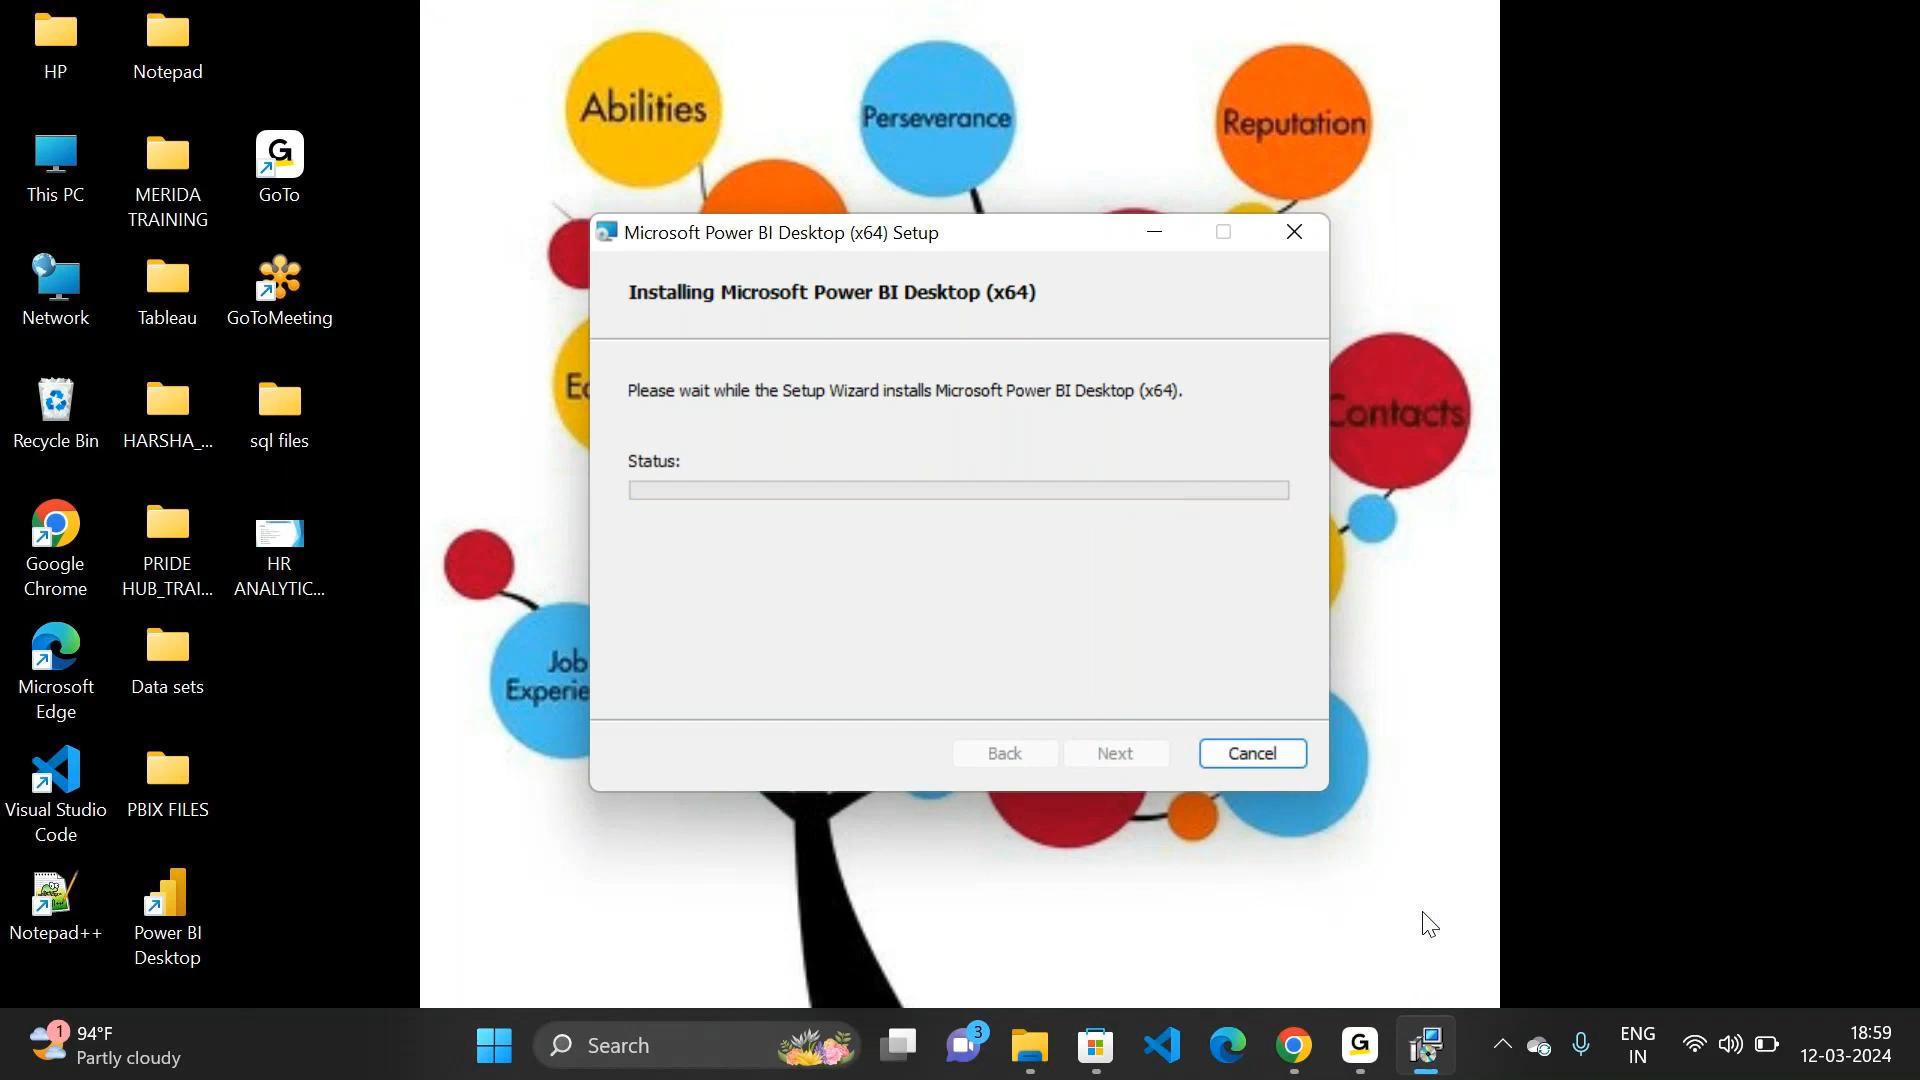 HP
Notepad
This PC
MERIDA
TRAINING
GoTo
Network
Tableau
GoToMeeting
Recycle Bin
HARSHA_...
sql files
Google
Chrome
PRIDE
HUB_TRAI...
HR
ANALYTIC...
Microsoft
Edge
Data sets
Visual Studio
Code
PBIX FILES
Notepad++
Power BI
Desktop
Abilities
Perseverance
Reputation
Contacts
Job
Microsoft Power BI Desktop (x64) Setup
Installing Microsoft Power BI Desktop (x64)
Please wait while the Setup Wizard installs Microsoft Power BI Desktop (x64).
Status:
Back
Next
Cancel
1
94°F
Partly cloudy
Search
3
ENG
IN
18:59
12-03-2024